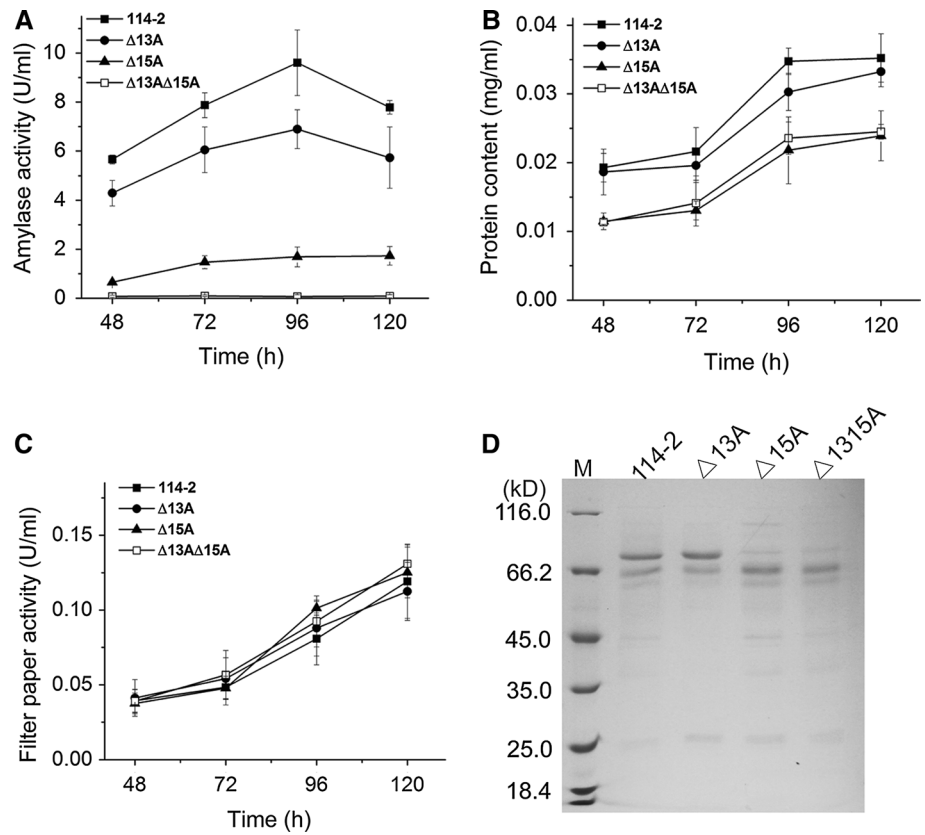 A
Amylase activity (U/ml)
114-2
Δ13A
Δ15A
Δ13AΔ15A
10
8
6
4
2
0
48 72 96 120
Time (h)
B
Protein content (mg/ml)
114-2
Δ13A
Δ15A
Δ13AΔ15A
0.04
0.03
0.02
0.01
0.00
48 72 96 120
Time (h)
C
Filter paper activity (U/ml)
114-2
Δ13A
Δ15A
Δ13AΔ15A
0.15
0.10
0.05
0.00
48 72 96 120
Time (h)
D
M 114-2 △13A △15A △1315A
(kD)
116.0
66.2
45.0
35.0
25.0
18.4